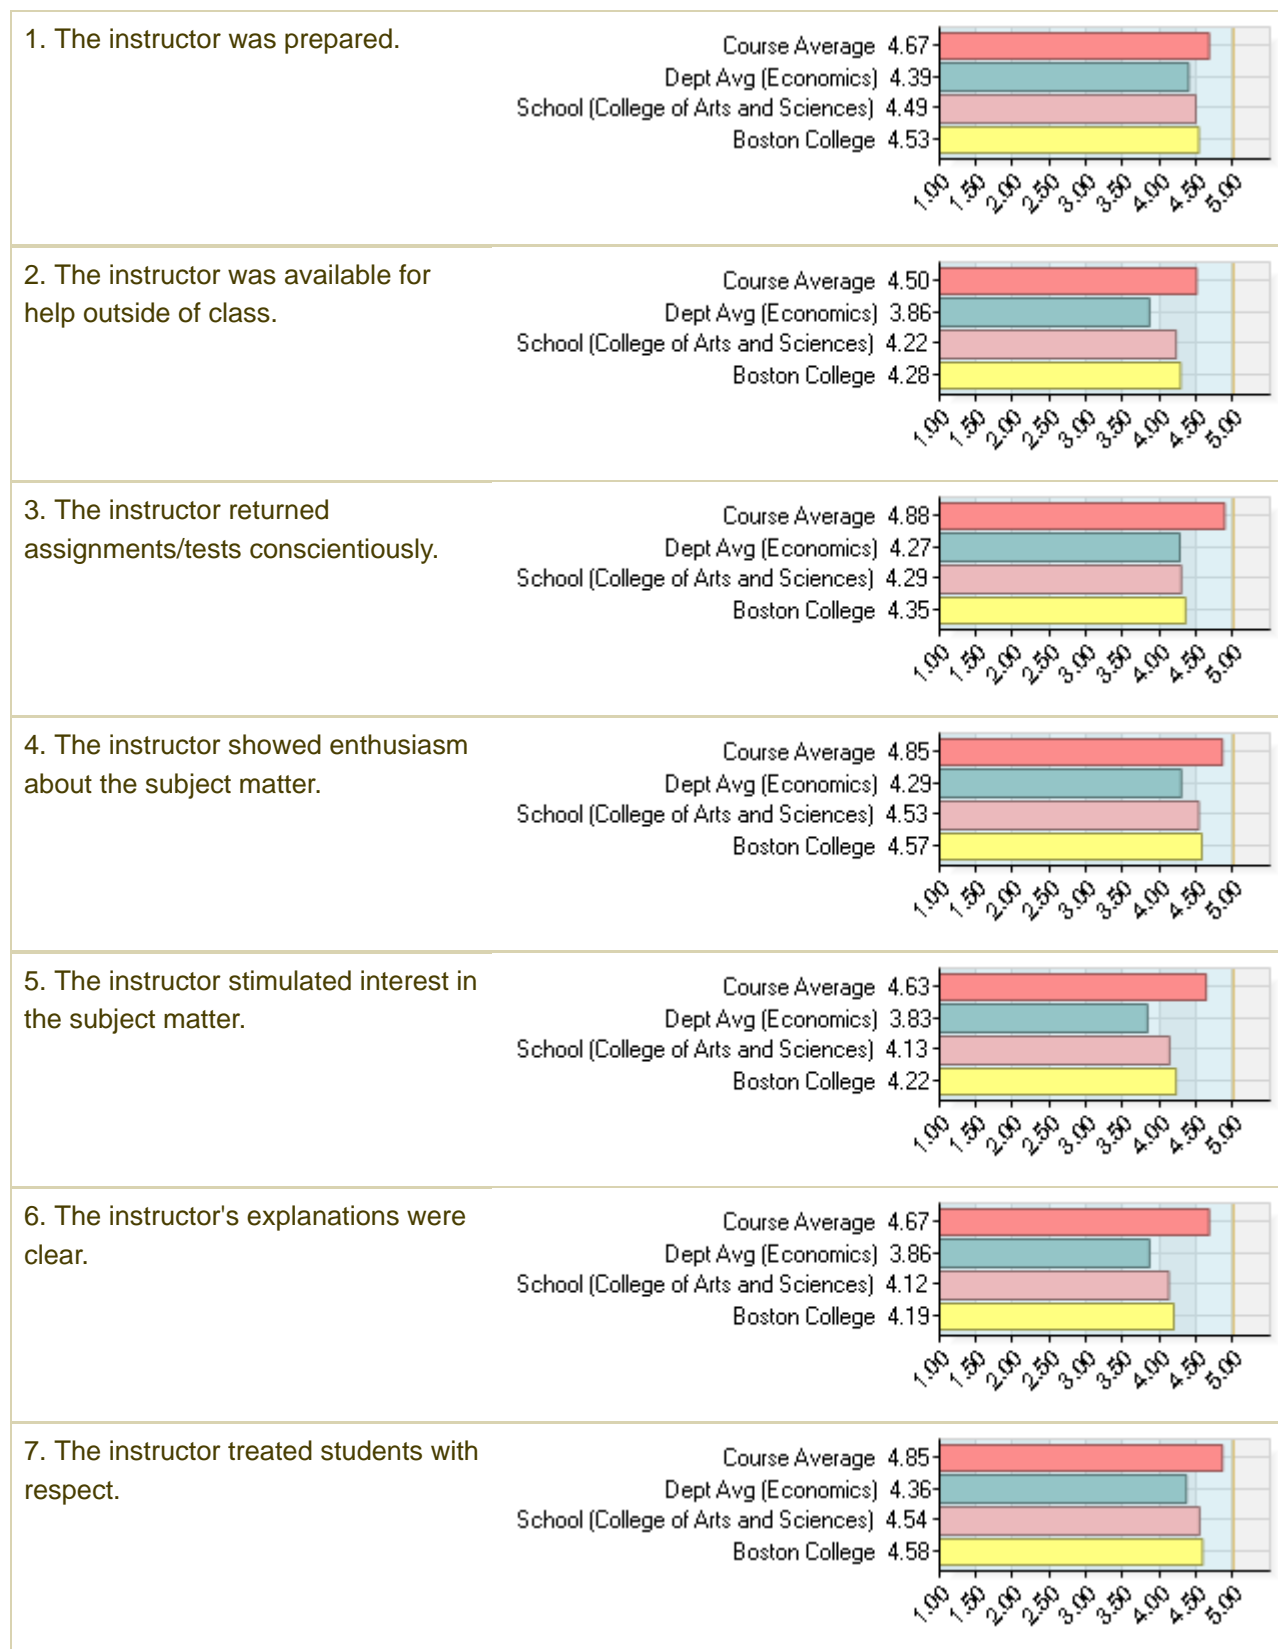 1. The instructor was prepared.
Course Average 4.67
Dept Avg (Economics) 4.39
School (College of Arts and Sciences) 4.49
Boston College 4.53
1.00 1.50 2.00 2.50 3.00 3.50 4.00 4.50 5.00
2. The instructor was available for
help outside of class.
Course Average 4.50
Dept Avg (Economics) 3.86
School (College of Arts and Sciences) 4.22
Boston College 4.28
1.00 1.50 2.00 2.50 3.00 3.50 4.00 4.50 5.00
3. The instructor returned
assignments/tests conscientiously.
Course Average 4.88
Dept Avg (Economics) 4.27
School (College of Arts and Sciences) 4.29
Boston College 4.35
1.00 1.50 2.00 2.50 3.00 3.50 4.00 4.50 5.00
4. The instructor showed enthusiasm
about the subject matter.
Course Average 4.85
Dept Avg (Economics) 4.29
School (College of Arts and Sciences) 4.53
Boston College 4.57
1.00 1.50 2.00 2.50 3.00 3.50 4.00 4.50 5.00
5. The instructor stimulated interest in
the subject matter.
Course Average 4.63
Dept Avg (Economics) 3.83
School (College of Arts and Sciences) 4.13
Boston College 4.22
1.00 1.50 2.00 2.50 3.00 3.50 4.00 4.50 5.00
6. The instructor's explanations were
clear.
Course Average 4.67
Dept Avg (Economics) 3.86
School (College of Arts and Sciences) 4.12
Boston College 4.19
1.00 1.50 2.00 2.50 3.00 3.50 4.00 4.50 5.00
7. The instructor treated students with
respect.
Course Average 4.85
Dept Avg (Economics) 4.36
School (College of Arts and Sciences) 4.54
Boston College 4.58
1.00 1.50 2.00 2.50 3.00 3.50 4.00 4.50 5.00